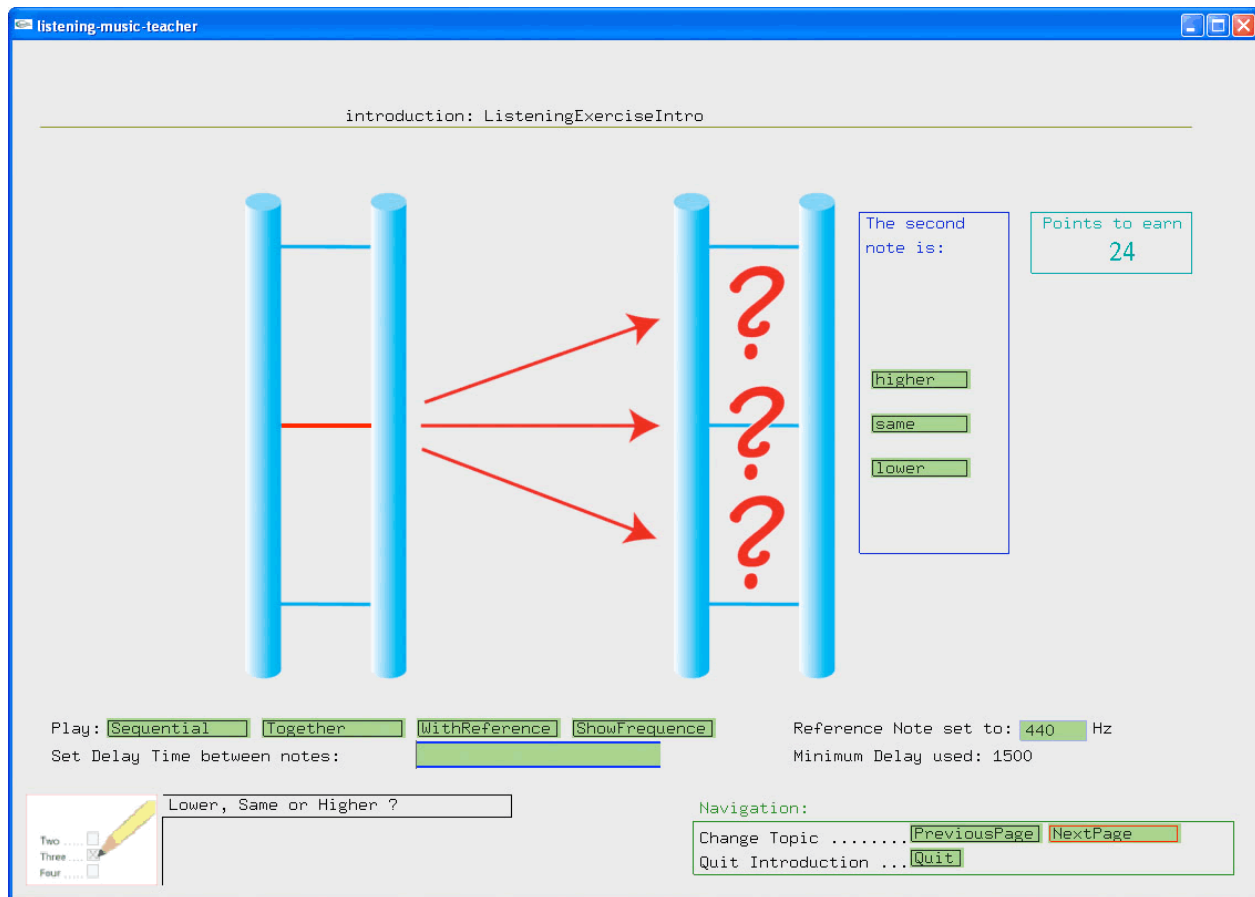 listening-music-teacher
introduction: ListeningExerciseIntro
The second
note is:
higher
same
lower
Points to earn
24
? 
? 
? 
Play: Sequential Together WithReference ShowFrequence
Reference Note set to: 440 Hz
Set Delay Time between notes:
Minimum Delay used: 1500
Two .....
Three ....
Four .....
Lower, Same or Higher ?
Navigation:
Change Topic ........ PreviousPage NextPage
Quit Introduction ... Quit